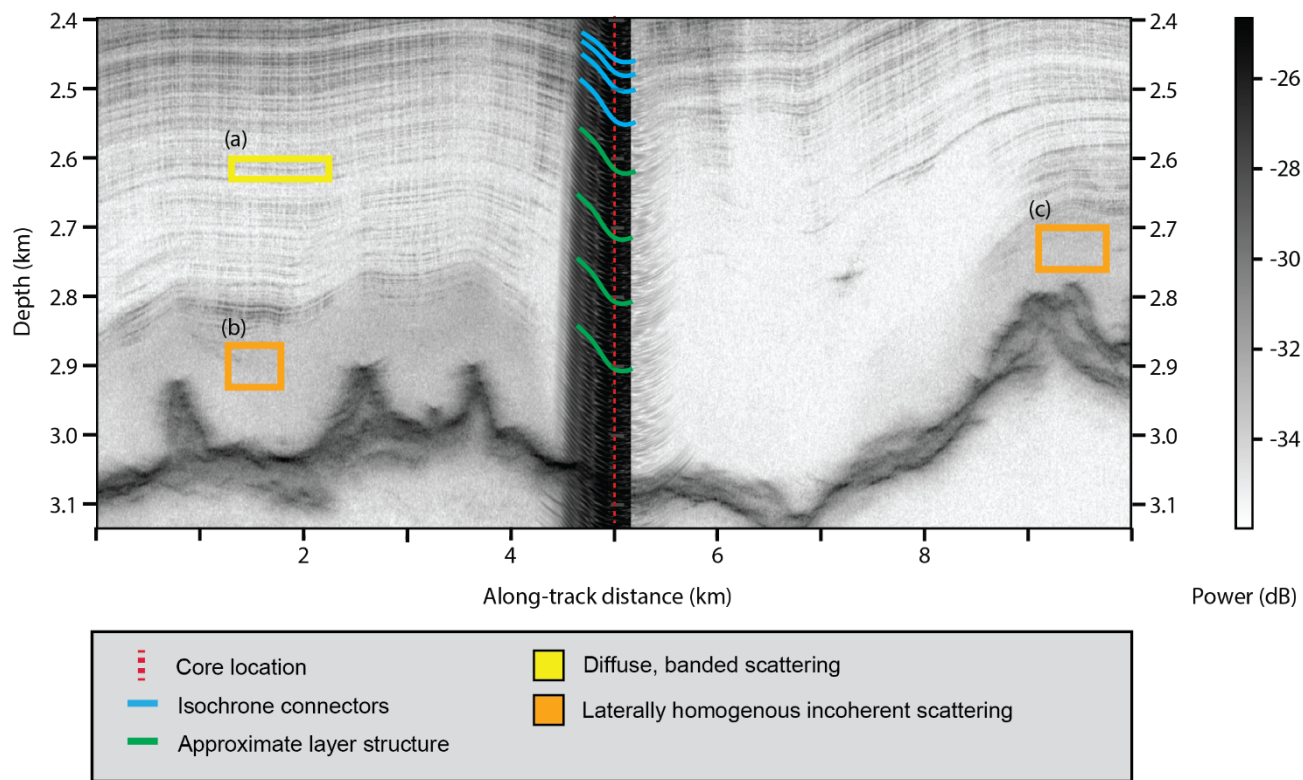 2.4
2.5
2.6
2.7
2.8
2.9
3.0
3.1
Depth (km)
(a)
(b)
(c)
2.4
2.5
2.6
2.7
2.8
2.9
3.0
3.1
2
4
6
8
Along-track distance (km)
-26
-28
-30
-32
-34
Power (dB)
Core location
Isochrone connectors
Approximate layer structure
Diffuse, banded scattering
Laterally homogenous incoherent scattering